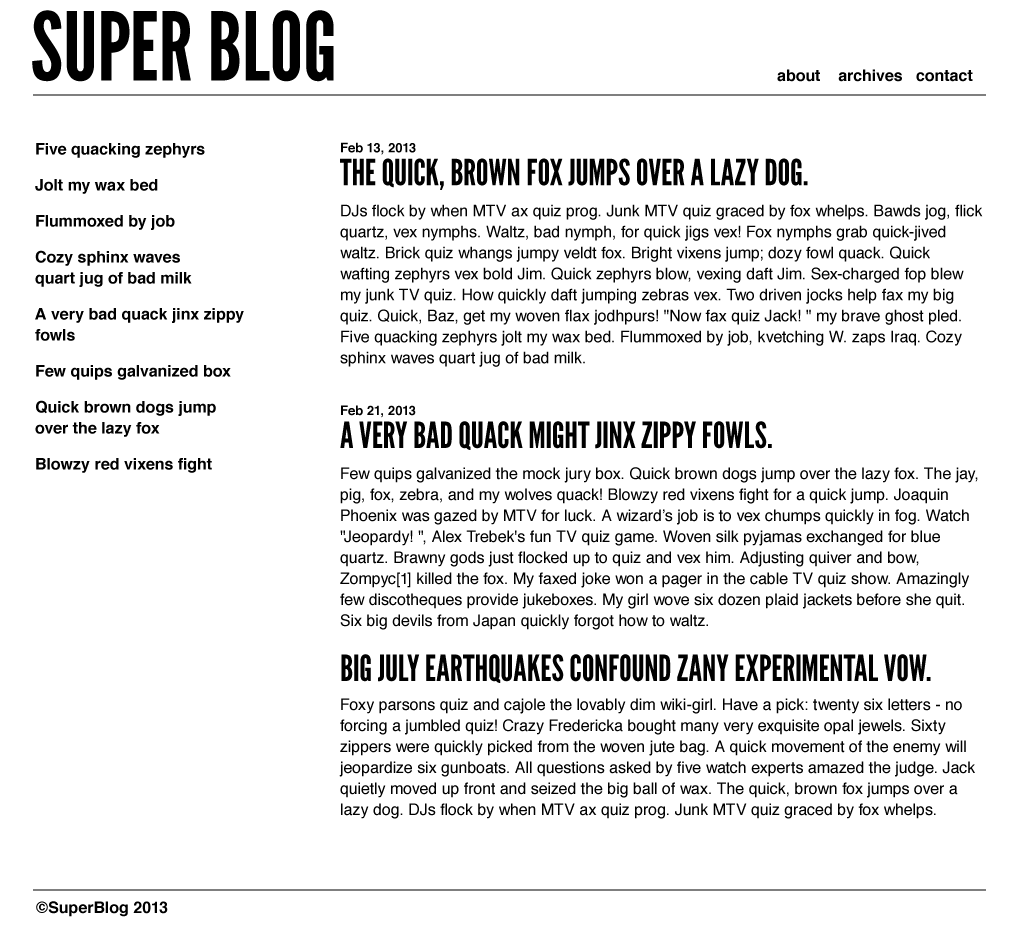 SUPER BLOG
about archives contact
Five quacking zephyrs
Jolt my wax bed
Flummoxed by job
Cozy sphinx waves
quart jug of bad milk
A very bad quack jinx zippy
fowls
Few quips galvanized box
Quick brown dogs jump
over the lazy fox
Blowzy red vixens fight
Feb 13, 2013
THE QUICK, BROWN FOX JUMPS OVER A LAZY DOG.
DJs flock by when MTV ax quiz prog. Junk MTV quiz graced by fox whelps. Bawds jog, flick
quartz, vex nymphs. Waltz, bad nymph, for quick jigs vex! Fox nymphs grab quick-jived
waltz. Brick quiz whangs jumpy veldt fox. Bright vixens jump; dozy fowl quack. Quick
wafting zephyrs vex bold Jim. Quick zephyrs blow, vexing daft Jim. Sex-charged fop blew
my junk TV quiz. How quickly daft jumping zebras vex. Two driven jocks help fax my big
quiz. Quick, Baz, get my woven flax jodhpurs! "Now fax quiz Jack! " my brave ghost pled.
Five quacking zephyrs jolt my wax bed. Flummoxed by job, kvetching W. zaps Iraq. Cozy
sphinx waves quart jug of bad milk.
Feb 21, 2013
A VERY BAD QUACK MIGHT JINX ZIPPY FOWLS.
Few quips galvanized the mock jury box. Quick brown dogs jump over the lazy fox. The jay,
pig, fox, zebra, and my wolves quack! Blowzy red vixens fight for a quick jump. Joaquin
Phoenix was gazed by MTV for luck. A wizard’s job is to vex chumps quickly in fog. Watch
"Jeopardy! ", Alex Trebek's fun TV quiz game. Woven silk pyjamas exchanged for blue
quartz. Brawny gods just flocked up to quiz and vex him. Adjusting quiver and bow,
Zompyc[1] killed the fox. My faxed joke won a pager in the cable TV quiz show. Amazingly
few discotheques provide jukeboxes. My girl wove six dozen plaid jackets before she quit.
Six big devils from Japan quickly forgot how to waltz.
BIG JULY EARTHQUAKES CONFOUND ZANY EXPERIMENTAL VOW.
Foxy parsons quiz and cajole the lovably dim wiki-girl. Have a pick: twenty six letters - no
forcing a jumbled quiz! Crazy Fredericka bought many very exquisite opal jewels. Sixty
zippers were quickly picked from the woven jute bag. A quick movement of the enemy will
jeopardize six gunboats. All questions asked by five watch experts amazed the judge. Jack
quietly moved up front and seized the big ball of wax. The quick, brown fox jumps over a
lazy dog. DJs flock by when MTV ax quiz prog. Junk MTV quiz graced by fox whelps.
©SuperBlog 2013